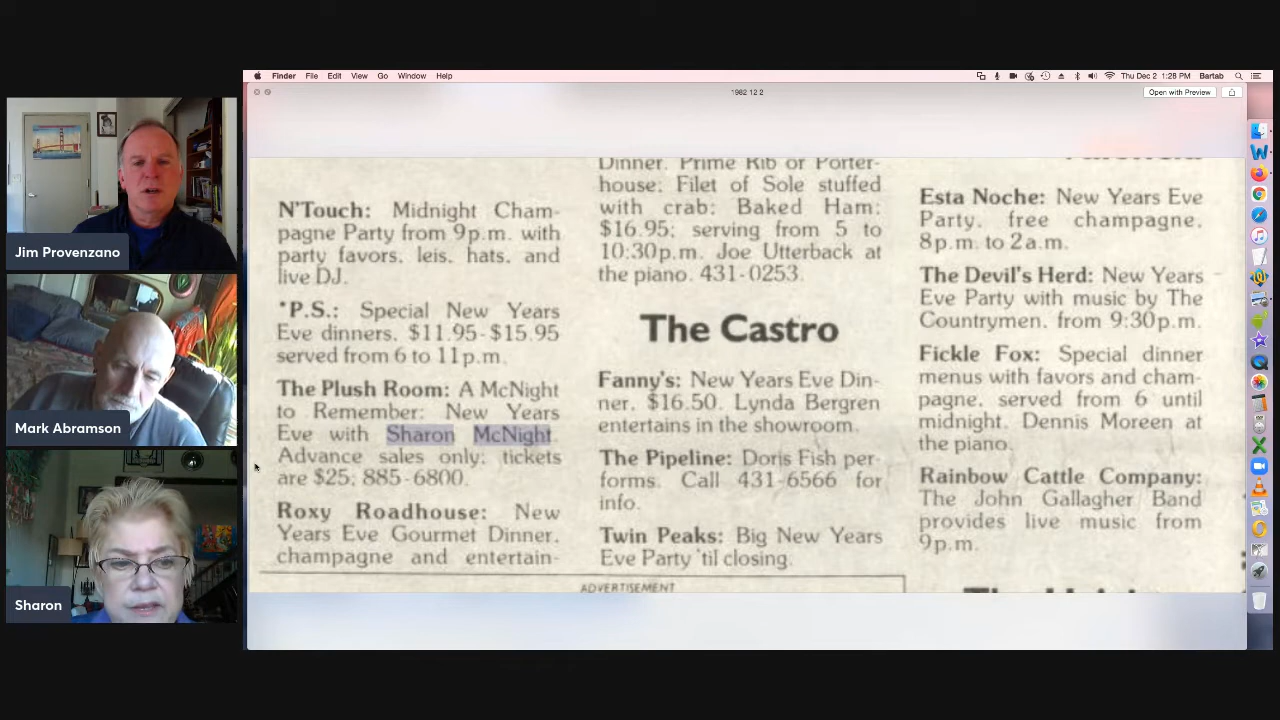 Finder File Edit View Go Window Help
Thu Dec 2 1:28 PM Bartab
1982 12 2
Open with Preview
Jim Provenzano
Mark Abramson
Sharon
N'Touch: Midnight Cham-
pagne Party from 9p.m. with
party favors, leis, hats, and
live DJ.
*P.S.: Special New Years
Eve dinners, $11.95-$15.95
served from 6 to 11p.m.
The Plush Room: A McNight
to Remember: New Years
Eve with Sharon McNight.
Advance sales only; tickets
are $25; 885-6800.
Roxy Roadhouse: New
Years Eve Gourmet Dinner,
champagne and entertain-
Dinner. Prime Rib or Porter-
house; Filet of Sole stuffed
with crab; Baked Ham;
$16.95; serving from 5 to
10:30p.m. Joe Utterback at
the piano. 431-0253.
The Castro
Fanny's: New Years Eve Din-
ner, $16.50. Lynda Bergren
entertains in the showroom.
The Pipeline: Doris Fish per-
forms. Call 431-6566 for
info.
Twin Peaks: Big New Years
Eve Party 'til closing.
ADVERTISEMENT
Esta Noche: New Years Eve
Party, free champagne,
8p.m. to 2a.m.
The Devil's Herd: New Years
Eve Party with music by The
Countrymen, from 9:30p.m.
Fickle Fox: Special dinner
menus with favors and cham-
pagne, served from 6 until
midnight. Dennis Moreen at
the piano.
Rainbow Cattle Company:
The John Gallagher Band
provides live music from
9p.m.